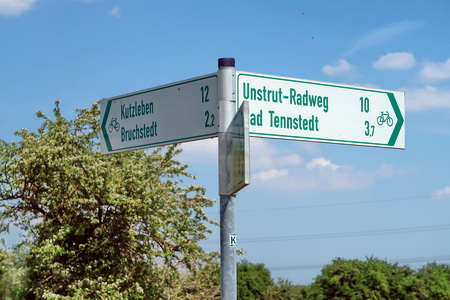 Kutzleben 12
Bruchstedt 2,2
Unstrut-Radweg 10
ad Tennstedt 3,7
K